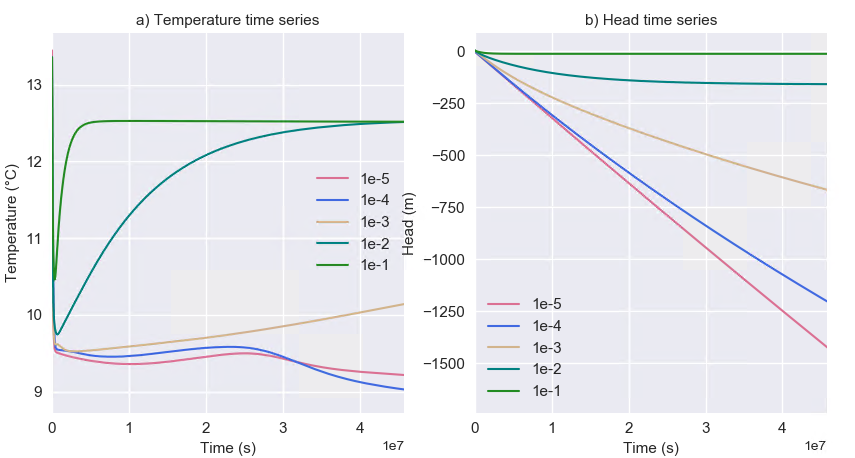 a) Temperature time series
Temperature (°C)
13
12
11
10
9
0
1
2
3
4
1e7
Time (s)
1e-5
1e-4
1e-3
1e-2
1e-1
b) Head time series
Head (m)
0
−250
−500
−750
−1000
−1250
−1500
0
1
2
3
4
1e7
Time (s)
1e-5
1e-4
1e-3
1e-2
1e-1